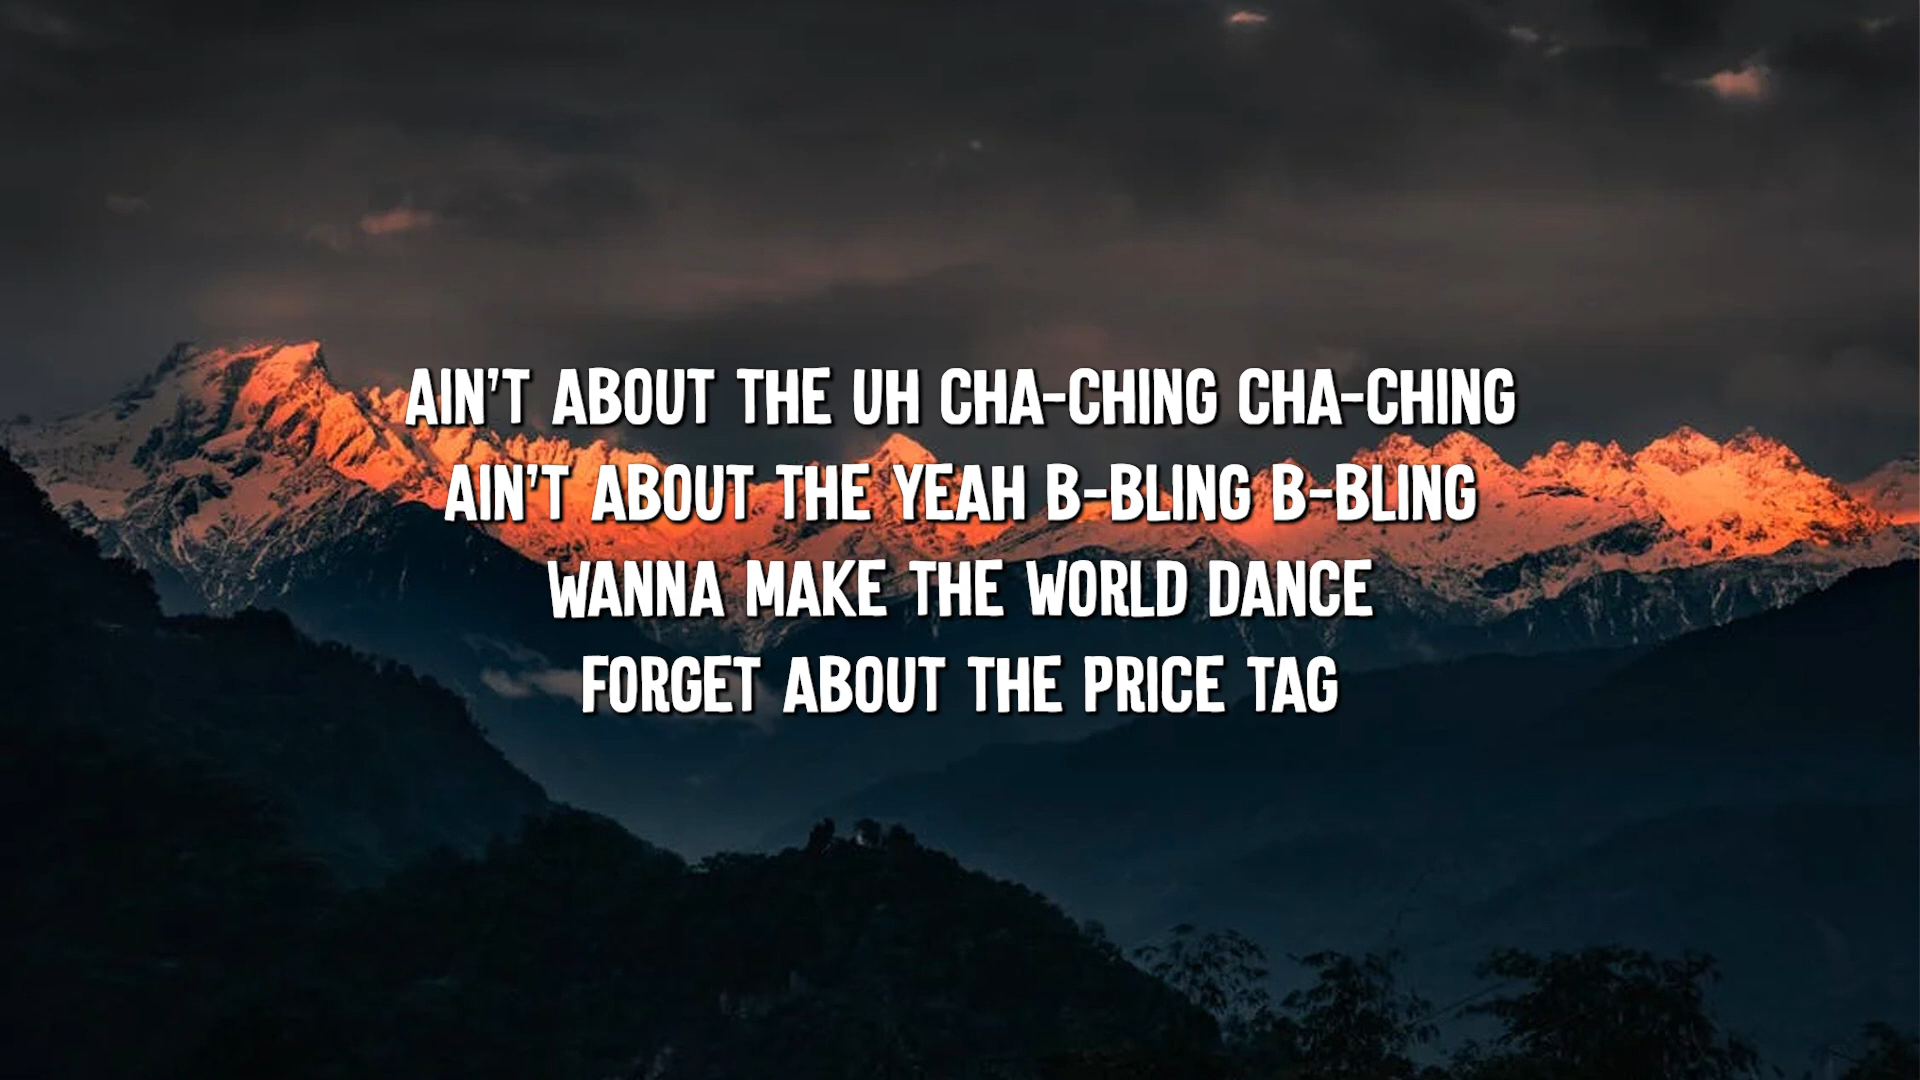 AIN'T ABOUT THE UH CHA-CHING CHA-CHING
AIN'T ABOUT THE YEAH B-BLING B-BLING
WANNA MAKE THE WORLD DANCE
FORGET ABOUT THE PRICE TAG